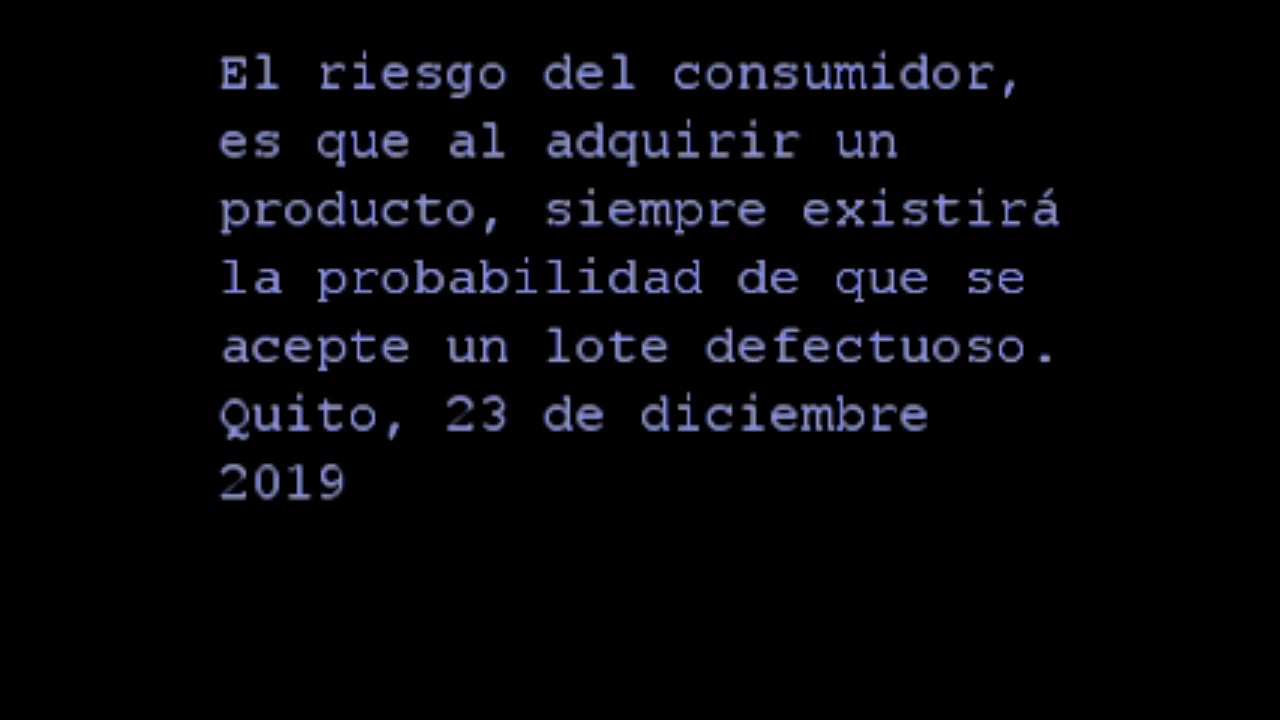 El riesgo del consumidor,
es que al adquirir un
producto, siempre existirá
la probabilidad de que se
acepte un lote defectuoso.
Quito, 23 de diciembre
2019